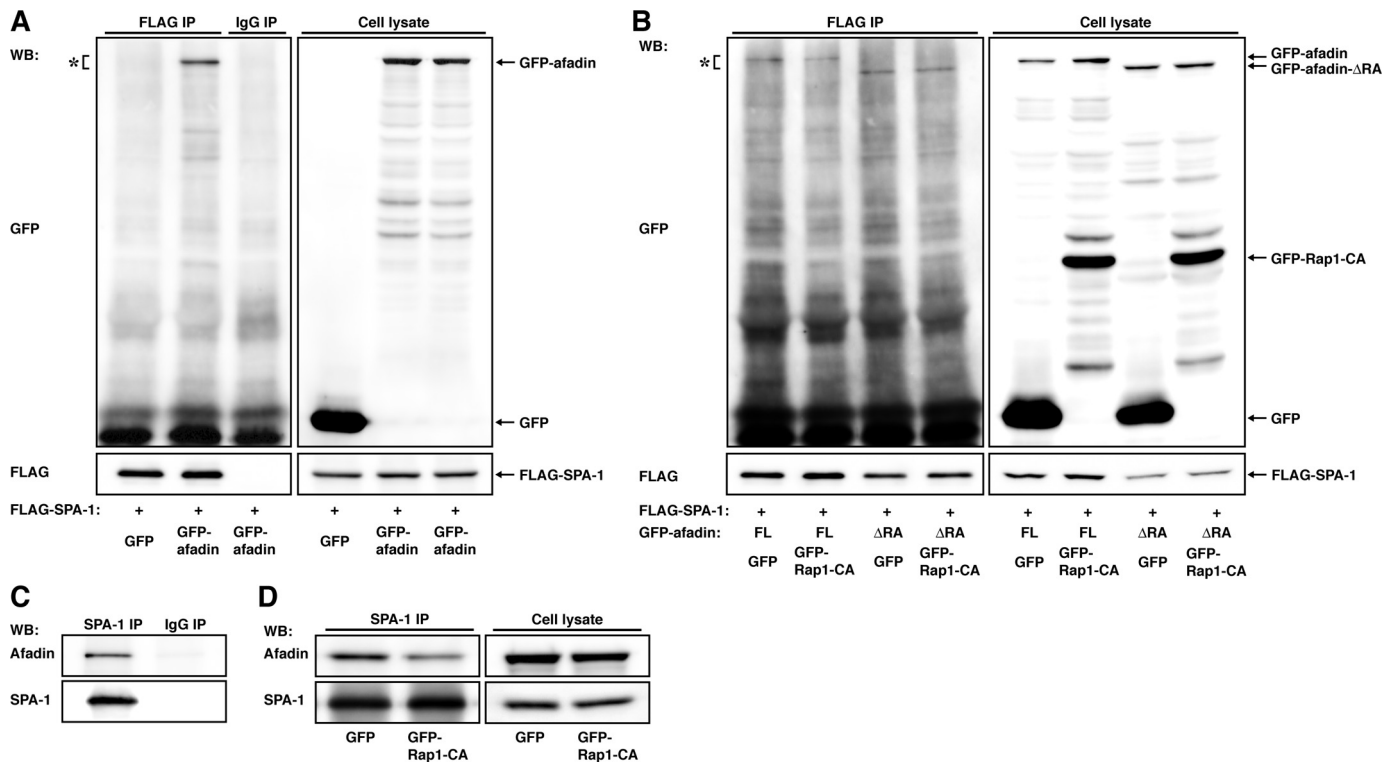 A
FLAG IP IgG IP Cell lysate
WB:
*
GFP-afadin
GFP
GFP
FLAG
FLAG-SPA-1
FLAG-SPA-1: + + + + + +
GFP GFP-afadin GFP-afadin GFP GFP-afadin GFP-afadin
B
FLAG IP Cell lysate
WB:
*
GFP-afadin
GFP-afadin-ΔRA
GFP
GFP-Rap1-CA
GFP
FLAG
FLAG-SPA-1
FLAG-SPA-1: + + + + + + + +
GFP-afadin: FL FL ΔRA ΔRA FL FL ΔRA ΔRA
GFP GFP-Rap1-CA GFP GFP-Rap1-CA GFP GFP-Rap1-CA GFP GFP-Rap1-CA
C
SPA-1 IP IgG IP
WB:
Afadin
SPA-1
D
SPA-1 IP Cell lysate
WB:
Afadin
SPA-1
GFP GFP-Rap1-CA GFP GFP-Rap1-CA